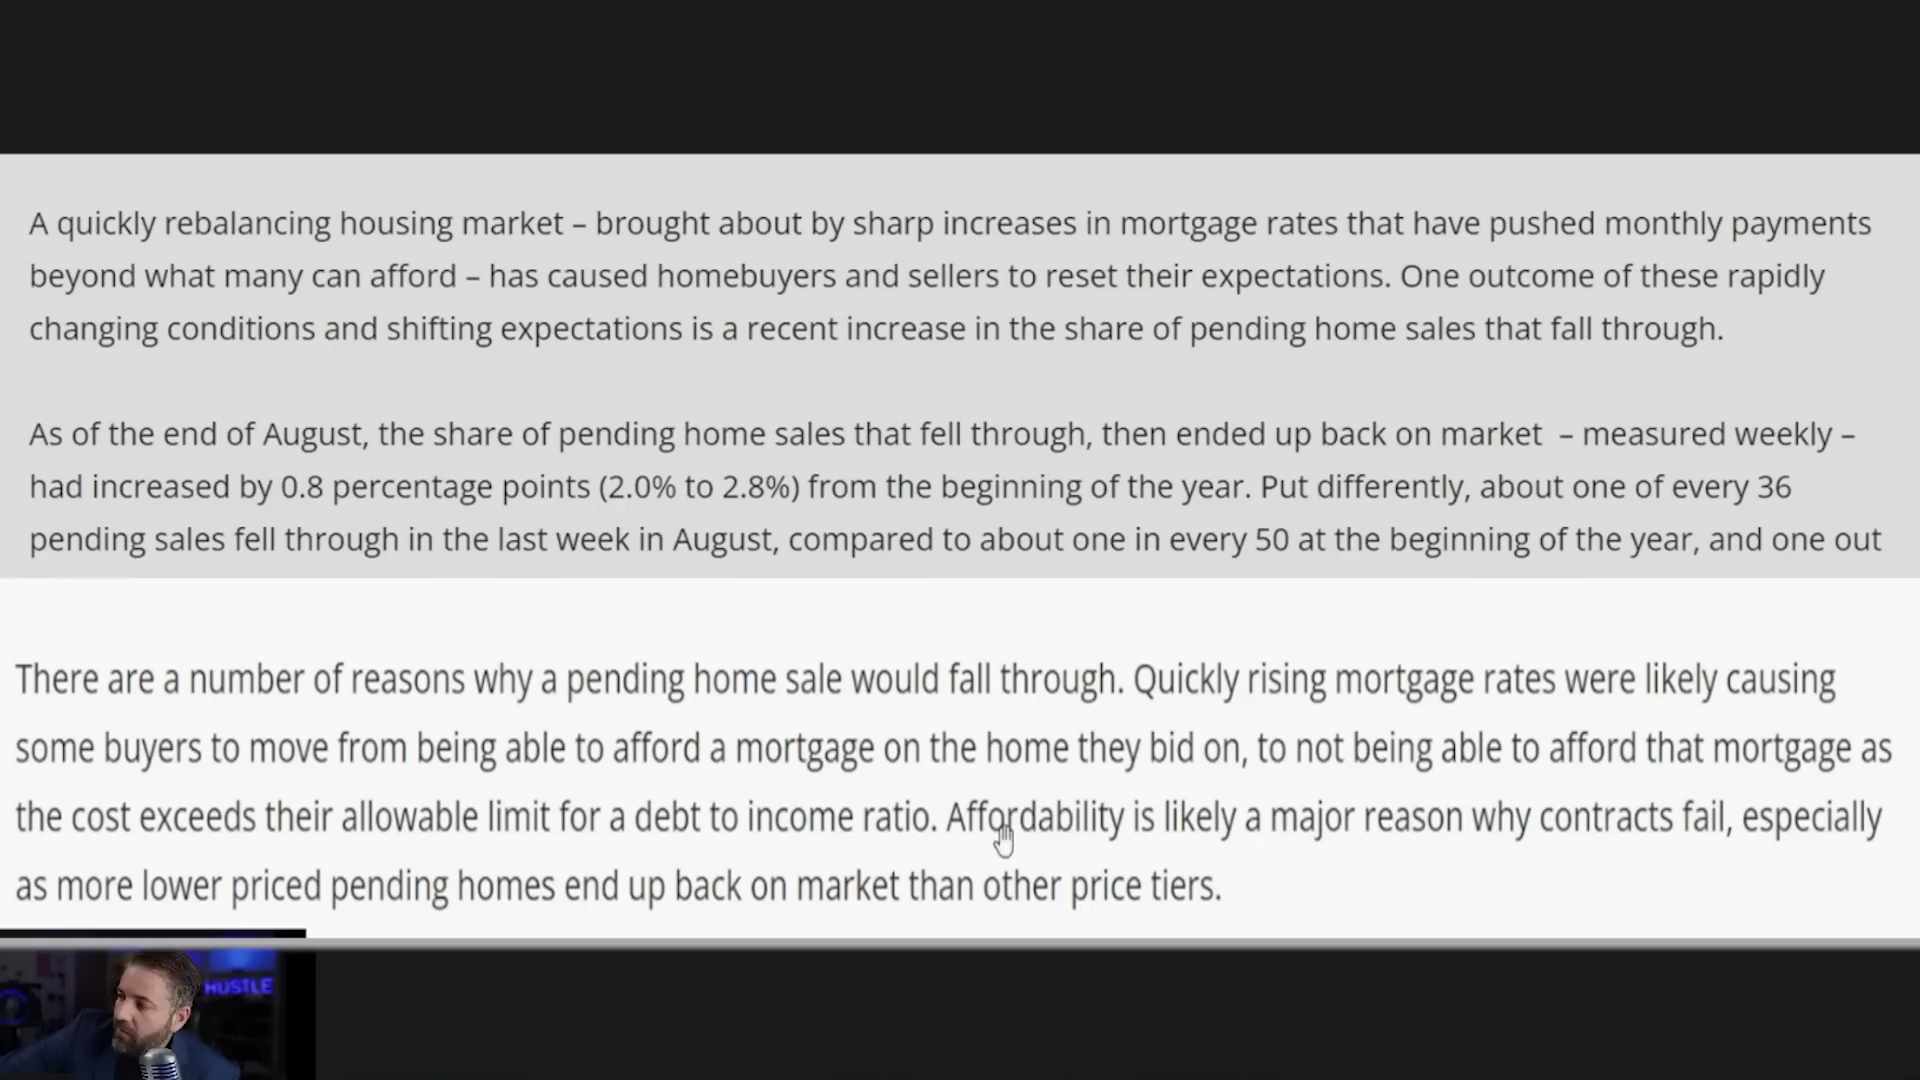 A quickly rebalancing housing market – brought about by sharp increases in mortgage rates that have pushed monthly payments
beyond what many can afford – has caused homebuyers and sellers to reset their expectations. One outcome of these rapidly
changing conditions and shifting expectations is a recent increase in the share of pending home sales that fall through.
As of the end of August, the share of pending home sales that fell through, then ended up back on market – measured weekly –
had increased by 0.8 percentage points (2.0% to 2.8%) from the beginning of the year. Put differently, about one of every 36
pending sales fell through in the last week in August, compared to about one in every 50 at the beginning of the year, and one out
There are a number of reasons why a pending home sale would fall through. Quickly rising mortgage rates were likely causing
some buyers to move from being able to afford a mortgage on the home they bid on, to not being able to afford that mortgage as
the cost exceeds their allowable limit for a debt to income ratio. Affordability is likely a major reason why contracts fail, especially
as more lower priced pending homes end up back on market than other price tiers.
HUSTLE